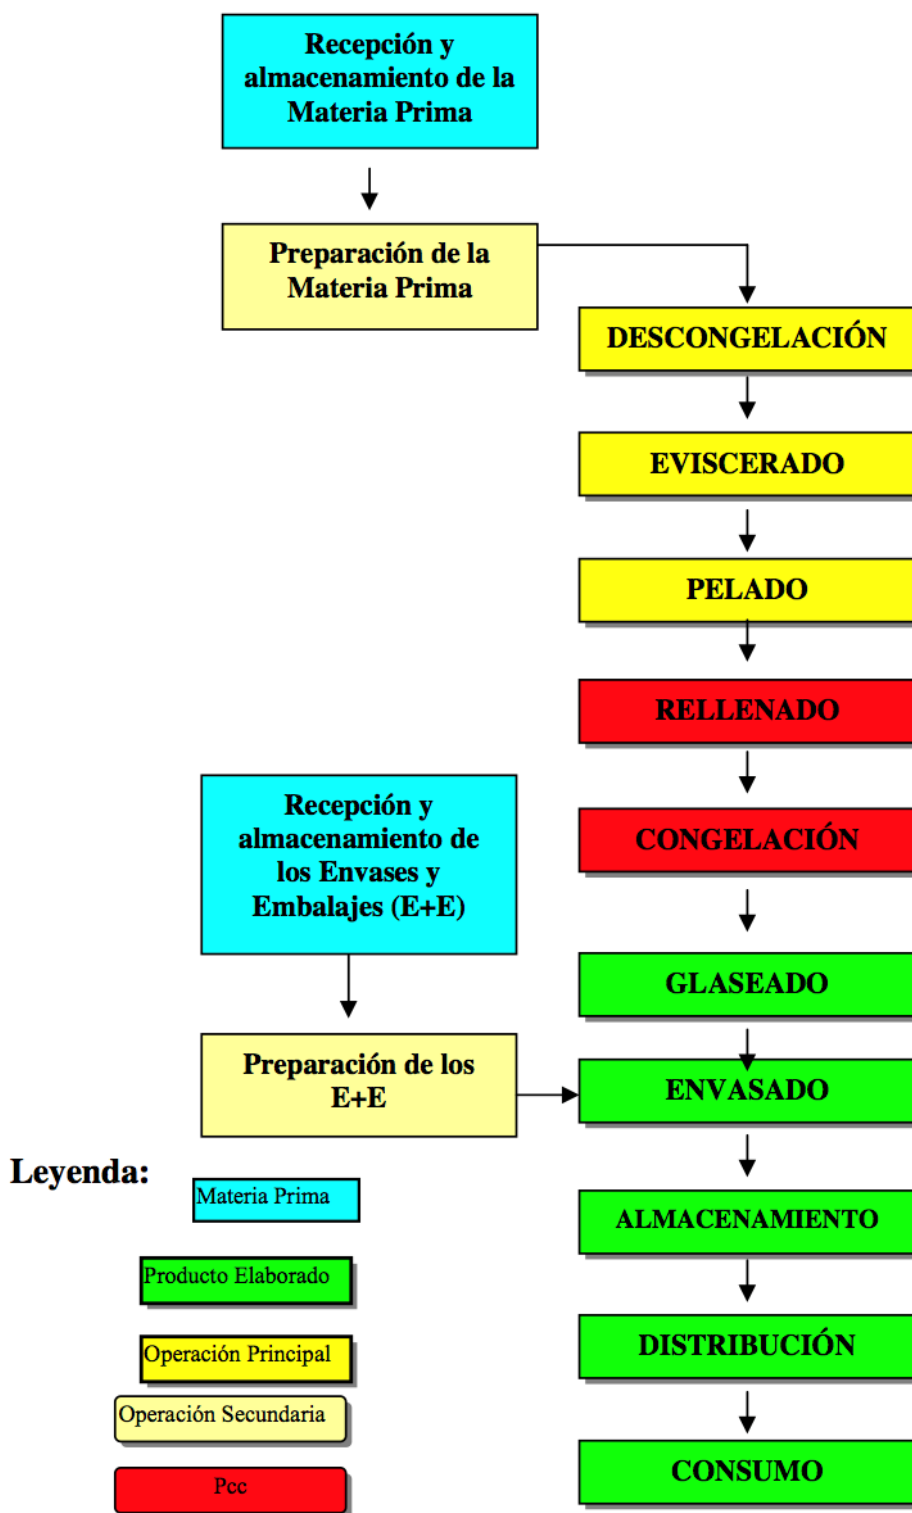 Recepción y
almacenamiento de la
Materia Prima
Preparación de la
Materia Prima
DESCONGELACIÓN
EVISCERADO
PELADO
RELLENADO
Recepción y
almacenamiento de
los Envases y
Embalajes (E+E)
CONGELACIÓN
GLASEADO
Preparación de los
E+E
ENVASADO
Leyenda:
Materia Prima
ALMACENAMIENTO
Producto Elaborado
DISTRIBUCIÓN
Operación Principal
Operación Secundaria
CONSUMO
Pcc